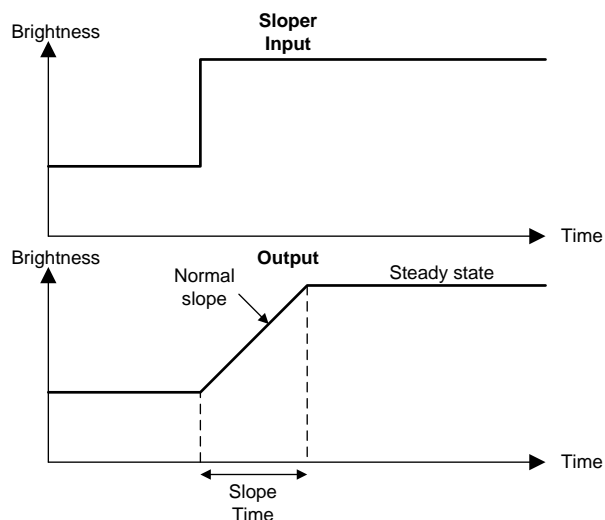 Sloper
Input
Brightness
Time
Brightness
Output
Normal
slope
Steady state
Time
Slope
Time